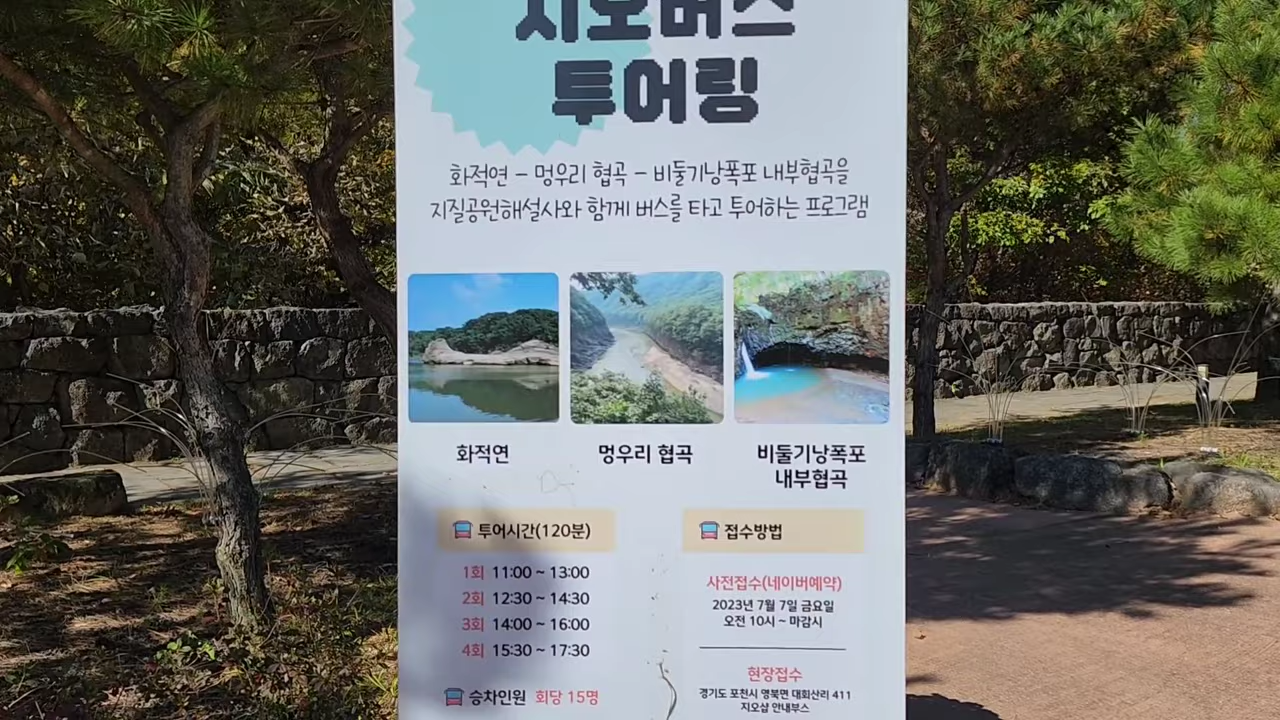 지오버스
투어링
화적연 - 멍우리 협곡 - 비둘기낭폭포 내부협곡을
지질공원해설사와 함께 버스를 타고 투어하는 프로그램
화적연
멍우리 협곡
비둘기낭폭포
내부협곡
투어시간(120분)
1회 11:00 ~ 13:00
2회 12:30 ~ 14:30
3회 14:00 ~ 16:00
4회 15:30 ~ 17:30
승차인원 회당 15명
접수방법
사전접수(네이버예약)
2023년 7월 7일 금요일
오전 10시 ~ 마감시
현장접수
경기도 포천시 영북면 대회산리 411
지오샵 안내부스